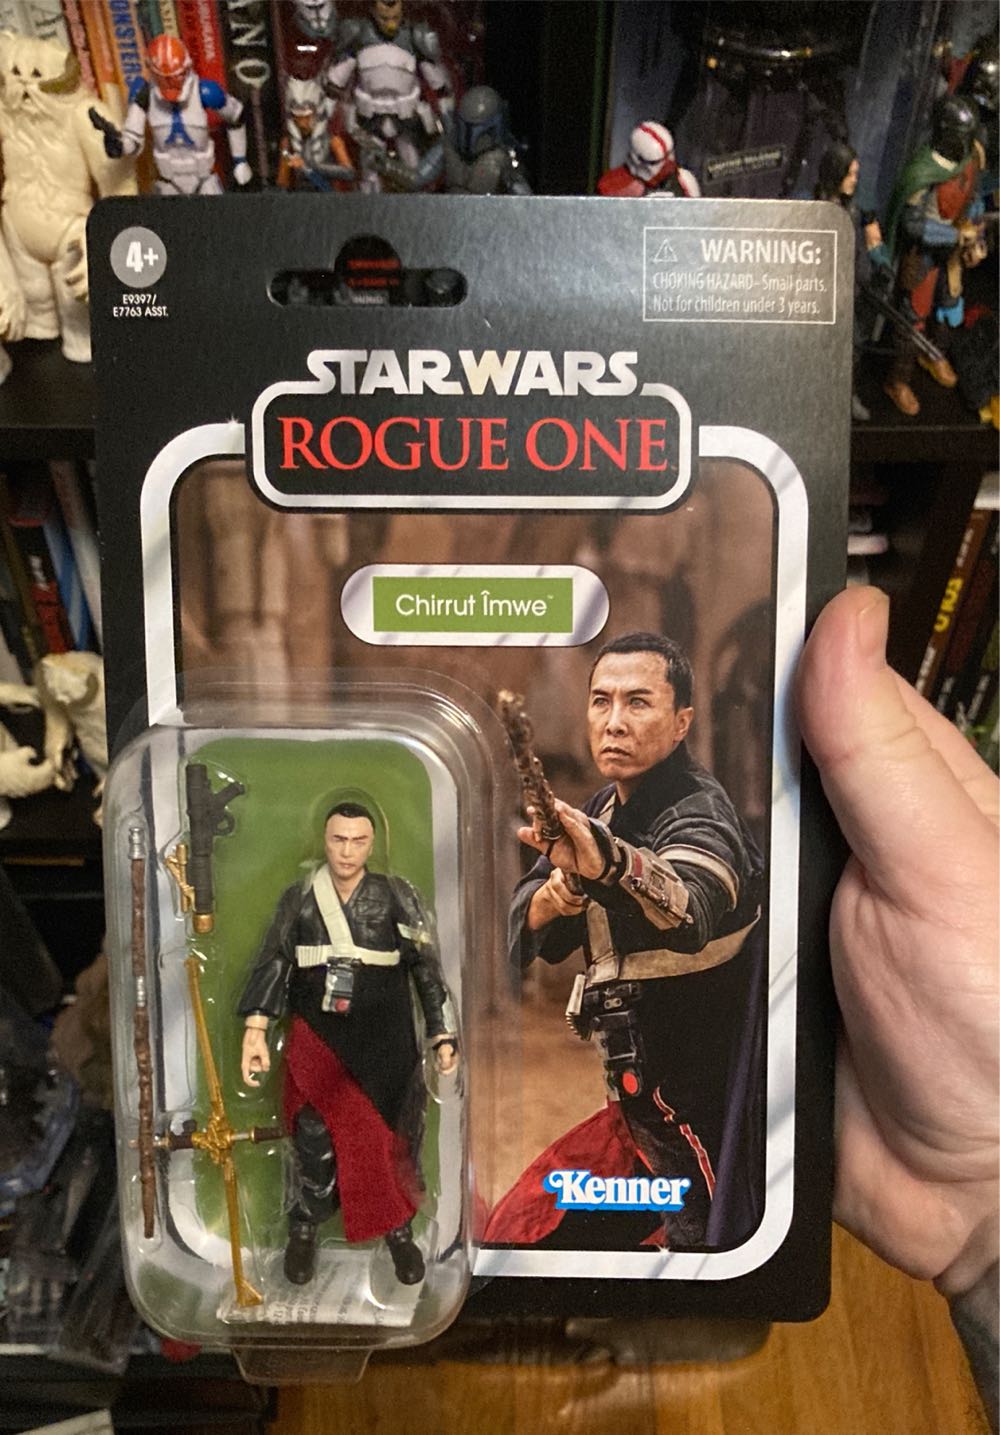 4+
E9397/
E7763 ASST.
⚠ WARNING:
CHOKING HAZARD–Small parts.
Not for children under 3 years.
STAR WARS
ROGUE ONE
Chirrut Îmwe™
Kenner